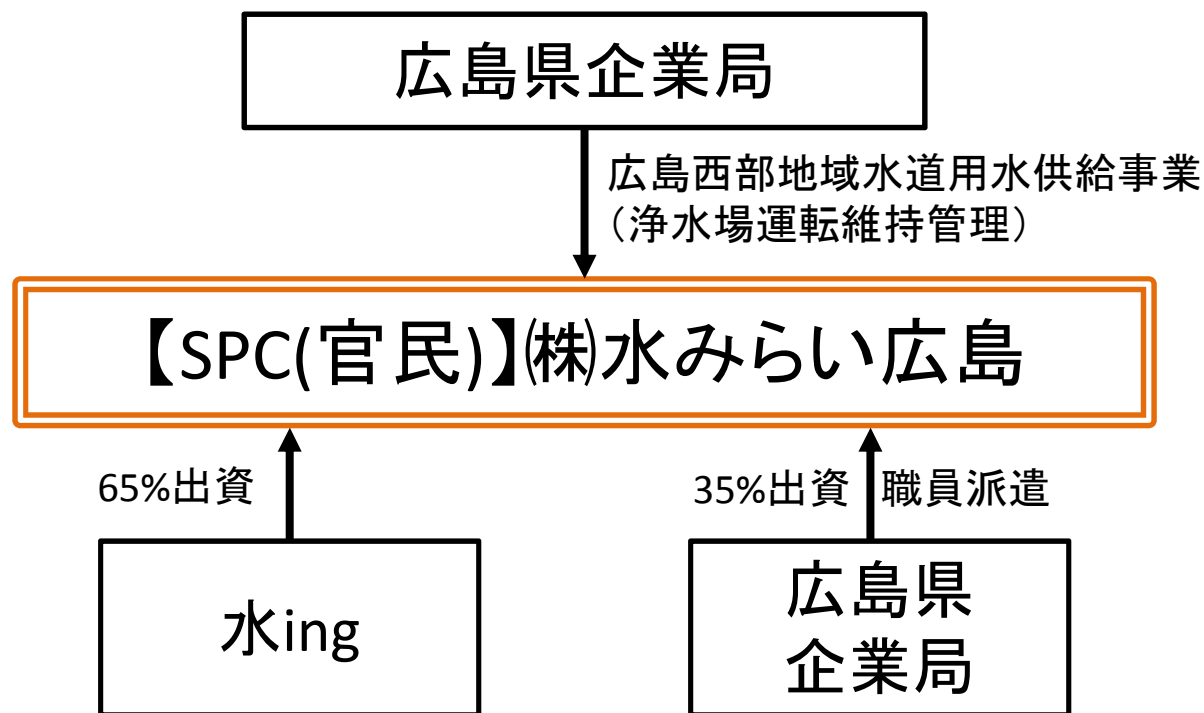 広島県企業局
広島西部地域水道用水供給事業
（浄水場運転維持管理）
【SPC(官民)】㈱水みらい広島
65%出資
35%出資 職員派遣
水ing
広島県
企業局